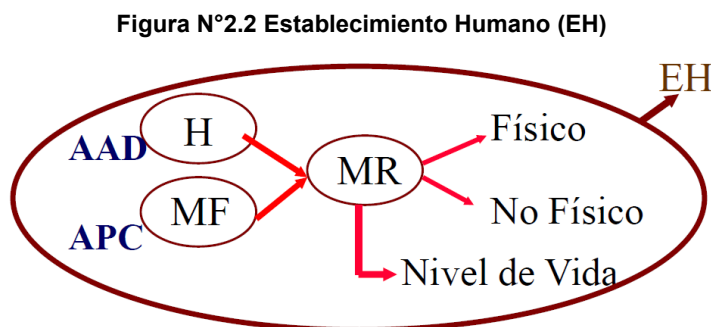 Figura N°2.2 Establecimiento Humano (EH)
EH
AAD
H
MR
Físico
APC
MF
No Físico
Nivel de Vida